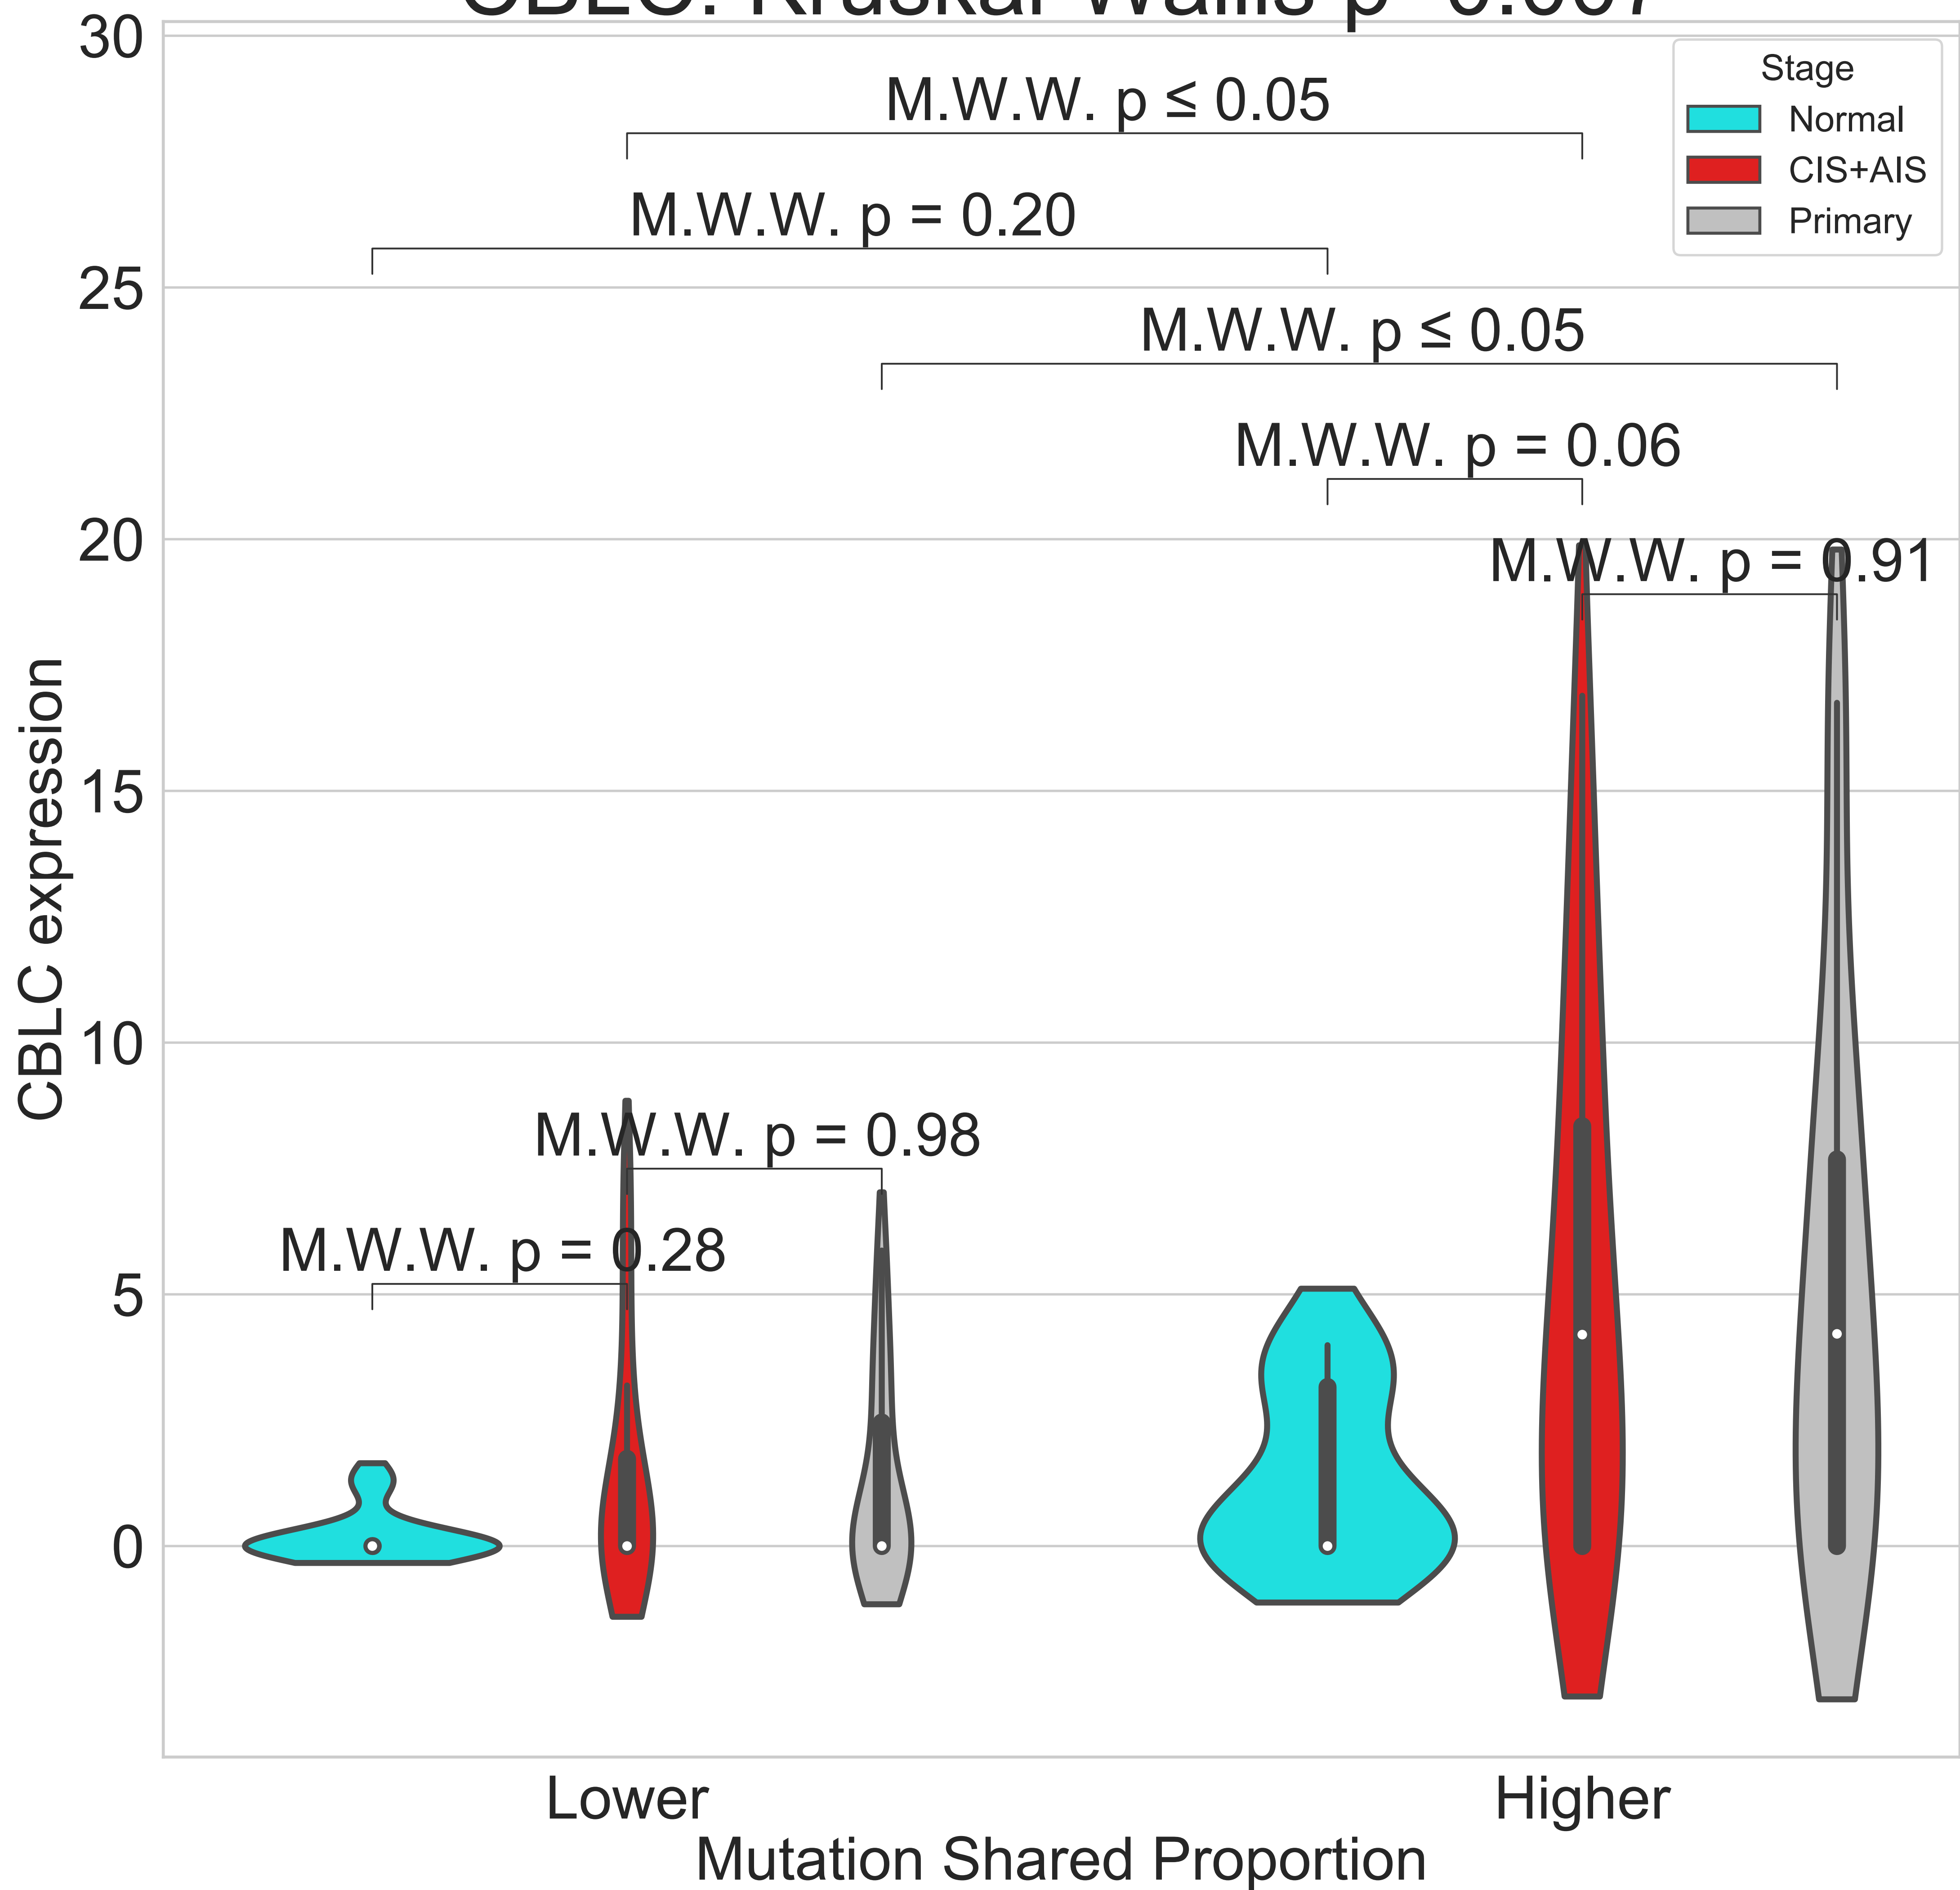 30
M.W.W. p ≤ 0.05
Stage
Normal
CIS+AIS
Primary
M.W.W. p = 0.20
25
M.W.W. p ≤ 0.05
M.W.W. p = 0.06
20
M.W.W. p = 0.91
15
CBLC expression
10
M.W.W. p = 0.98
M.W.W. p = 0.28
5
0
Lower
Higher
Mutation Shared Proportion